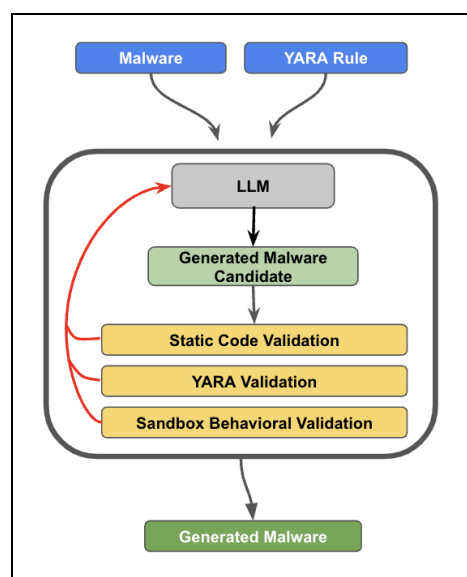 Malware
YARA Rule
LLM
Generated Malware
Candidate
Static Code Validation
YARA Validation
Sandbox Behavioral Validation
Generated Malware